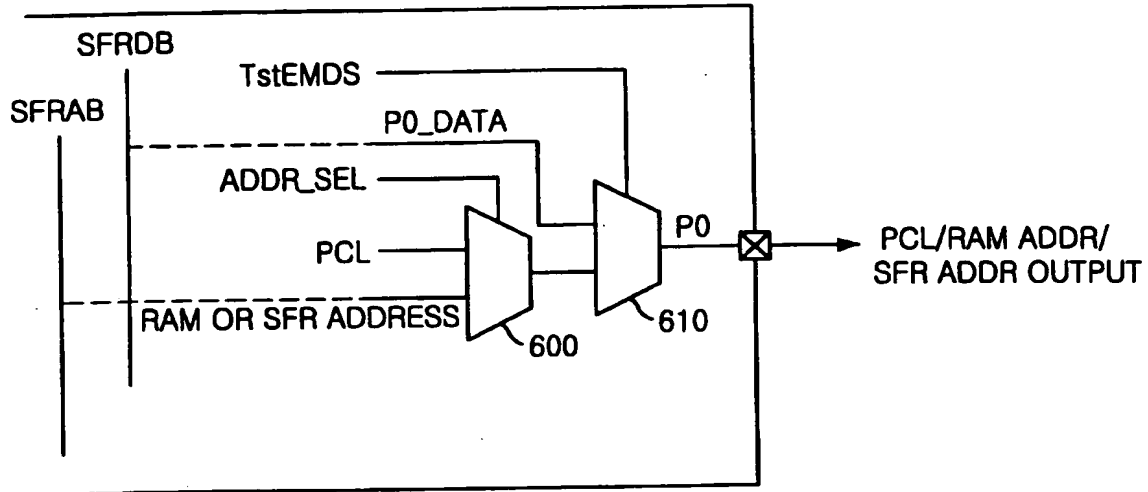 SFRDB
TstEMDS
SFRAB
P0_DATA
ADDR_SEL
P0
PCL
PCL/RAM ADDR/
SFR ADDR OUTPUT
RAM OR SFR ADDRESS
610
600